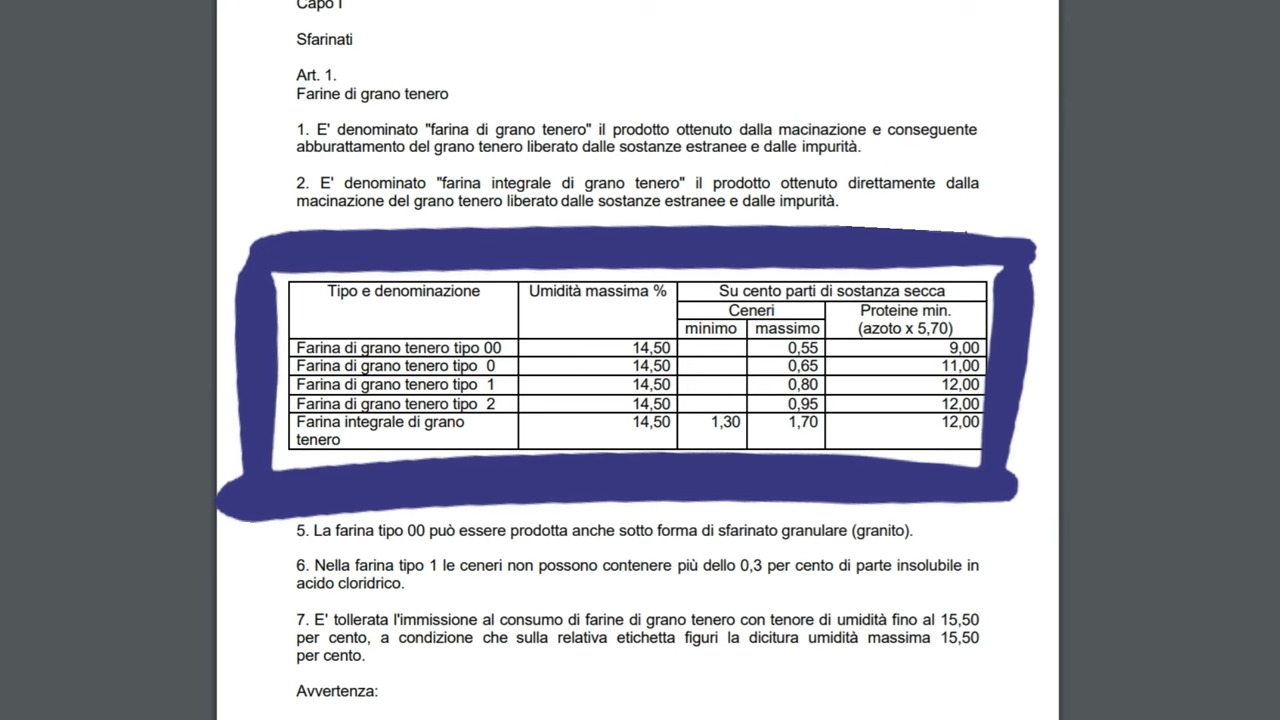 Capo I
Sfarinati
Art. 1.
Farine di grano tenero
1. E' denominato "farina di grano tenero" il prodotto ottenuto dalla macinazione e conseguente
abburattamento del grano tenero liberato dalle sostanze estranee e dalle impurità.
2. E' denominato "farina integrale di grano tenero" il prodotto ottenuto direttamente dalla
macinazione del grano tenero liberato dalle sostanze estranee e dalle impurità.
Tipo e denominazione Umidità massima % Su cento parti di sostanza secca
Ceneri Proteine min.
minimo massimo (azoto x 5,70)
Farina di grano tenero tipo 00 14,50 0,55 9,00
Farina di grano tenero tipo 0 14,50 0,65 11,00
Farina di grano tenero tipo 1 14,50 0,80 12,00
Farina di grano tenero tipo 2 14,50 0,95 12,00
Farina integrale di grano 14,50 1,30 1,70 12,00
tenero
5. La farina tipo 00 può essere prodotta anche sotto forma di sfarinato granulare (granito).
6. Nella farina tipo 1 le ceneri non possono contenere più dello 0,3 per cento di parte insolubile in
acido cloridrico.
7. E' tollerata l'immissione al consumo di farine di grano tenero con tenore di umidità fino al 15,50
per cento, a condizione che sulla relativa etichetta figuri la dicitura umidità massima 15,50
per cento.
Avvertenza: